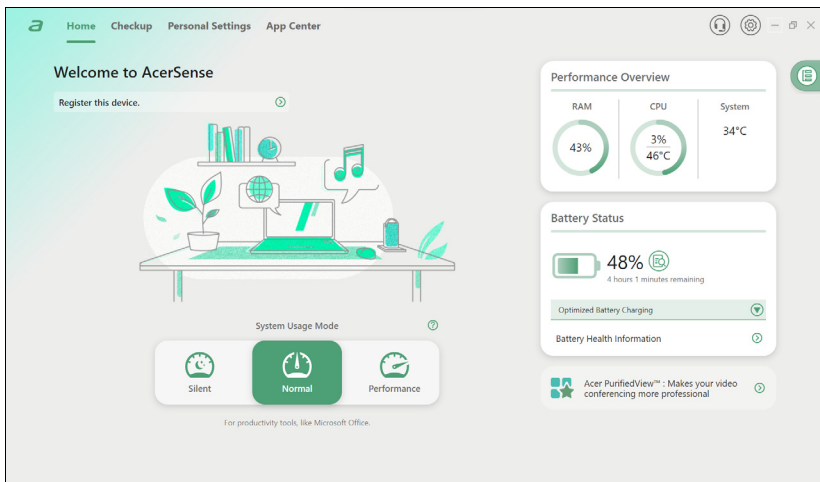 a
Home
Checkup
Personal Settings
App Center
Welcome to AcerSense
Register this device.
System Usage Mode
?
Silent
Normal
Performance
For productivity tools, like Microsoft Office.
Performance Overview
RAM
CPU
System
43%
3%
46°C
34°C
Battery Status
48%
4 hours 1 minutes remaining
Optimized Battery Charging
Battery Health Information
Acer PurifiedView™ : Makes your video
conferencing more professional